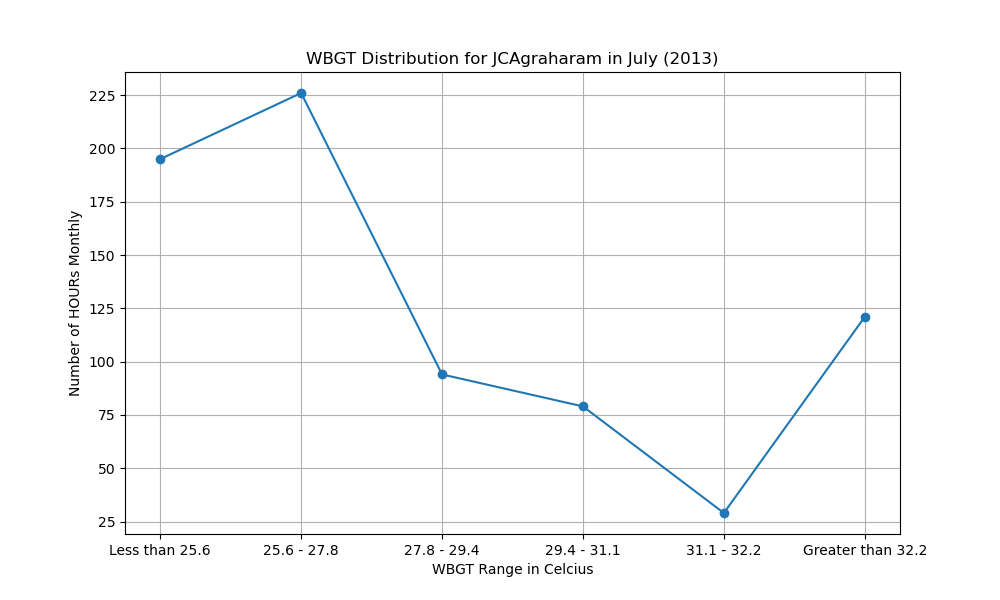 WBGT Distribution for JCAgraharam in July (2013)
Number of HOURs Monthly
225
200
175
150
125
100
75
50
25
Less than 25.6 25.6 - 27.8 27.8 - 29.4 29.4 - 31.1 31.1 - 32.2 Greater than 32.2
WBGT Range in Celcius